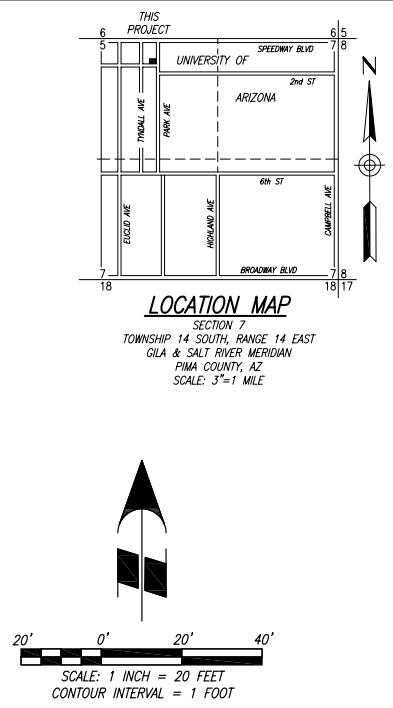 THIS
PROJECT
6 6 5
5 SPEEDWAY BLVD 7 8
UNIVERSITY OF
N
2nd ST
ARIZONA
TYNDALL AVE
PARK AVE
6th ST
EUCLID AVE
HIGHLAND AVE
CAMPBELL AVE
BROADWAY BLVD
7 7 8
18 18 17
LOCATION MAP
SECTION 7
TOWNSHIP 14 SOUTH, RANGE 14 EAST
GILA & SALT RIVER MERIDIAN
PIMA COUNTY, AZ
SCALE: 3"=1 MILE
20' 0' 20' 40'
SCALE: 1 INCH = 20 FEET
CONTOUR INTERVAL = 1 FOOT